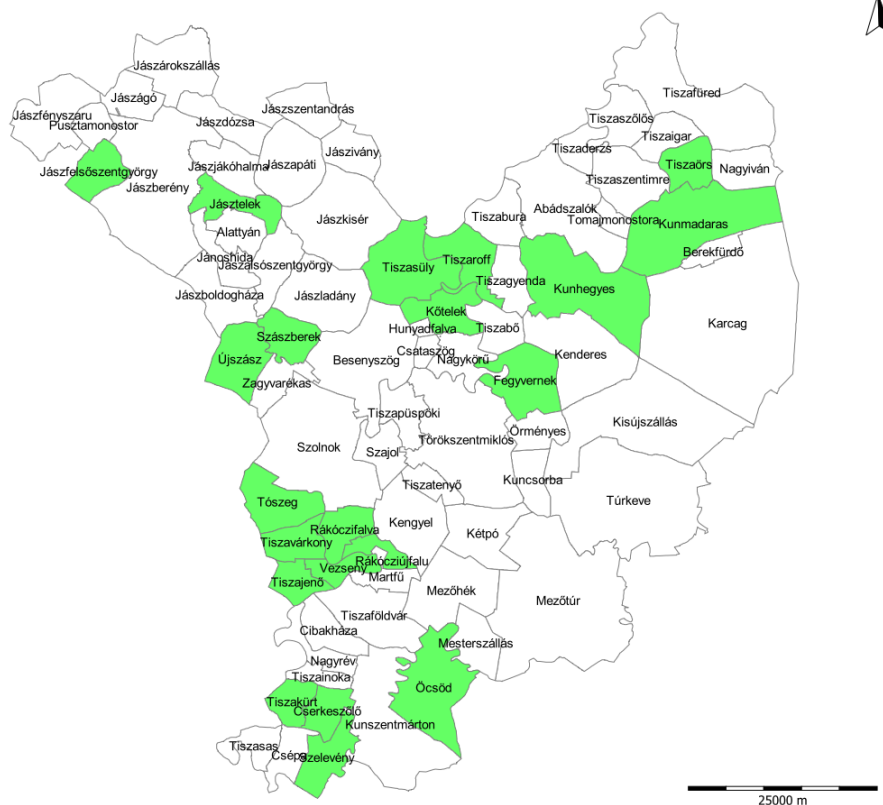 Jászárokszállás
Tiszafüred
Jászágó
Jászszentandrás
Jászfényszaru
Tiszaszőlős
Pusztamonostor
Jászdózsa
Tiszaigar
Tiszaderzs
Jászivány
Jászjákóhalma
Jászapáti
Tiszaörs
Nagyiván
Jászfelsőszentgyörgy
Tiszaszentimre
Jászberény
Jásztelek
Abádszalók
Tiszabura
Jászkisér
Tomajmonostora
Kunmadaras
Alattyán
Berekfürdő
Jánoshida
Tiszaroff
Jászalsószentgyörgy
Tiszasüly
Tiszagyenda
Kunhegyes
Jászboldogháza
Jászladány
Kőtelek
Karcag
Hunyadfalva
Tiszabő
Szászberek
Csataszög
Kenderes
Újszász
Besenyszög
Nagykörű
Fegyvernek
Zagyvarékas
Tiszapüspöki
Kisújszállás
Örményes
Törökszentmiklós
Szolnok
Szajol
Kuncsorba
Tiszatenyő
Túrkeve
Tószeg
Kengyel
Rákóczifalva
Kétpó
Tiszavárkony
Rákócziújfalu
Vezseny
Martfű
Tiszajenő
Mezőhék
Mezőtúr
Tiszaföldvár
Cibakháza
Mesterszállás
Nagyrév
Tiszainoka
Öcsöd
Tiszakürt
Cserkeszőlő
Kunszentmárton
Tiszasas
Csépa
Szelevény
25000 m